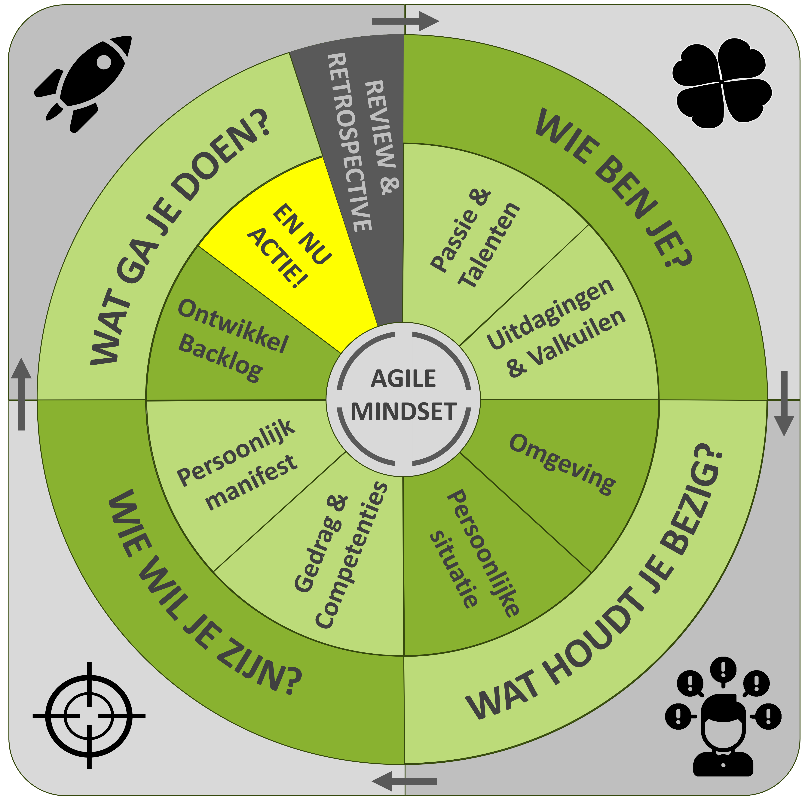 REVIEW &
RETROSPECTIVE
WIE BEN JE?
Passie &
Talenten
Uitdagingen
& Valkuilen
WAT HOUDT JE BEZIG?
Omgeving
Persoonlijke
situatie
WIE WIL JE ZIJN?
Gedrag &
Competenties
Persoonlijk
manifest
WAT GA JE DOEN?
Ontwikkel
Backlog
EN NU
ACTIE!
AGILE
MINDSET